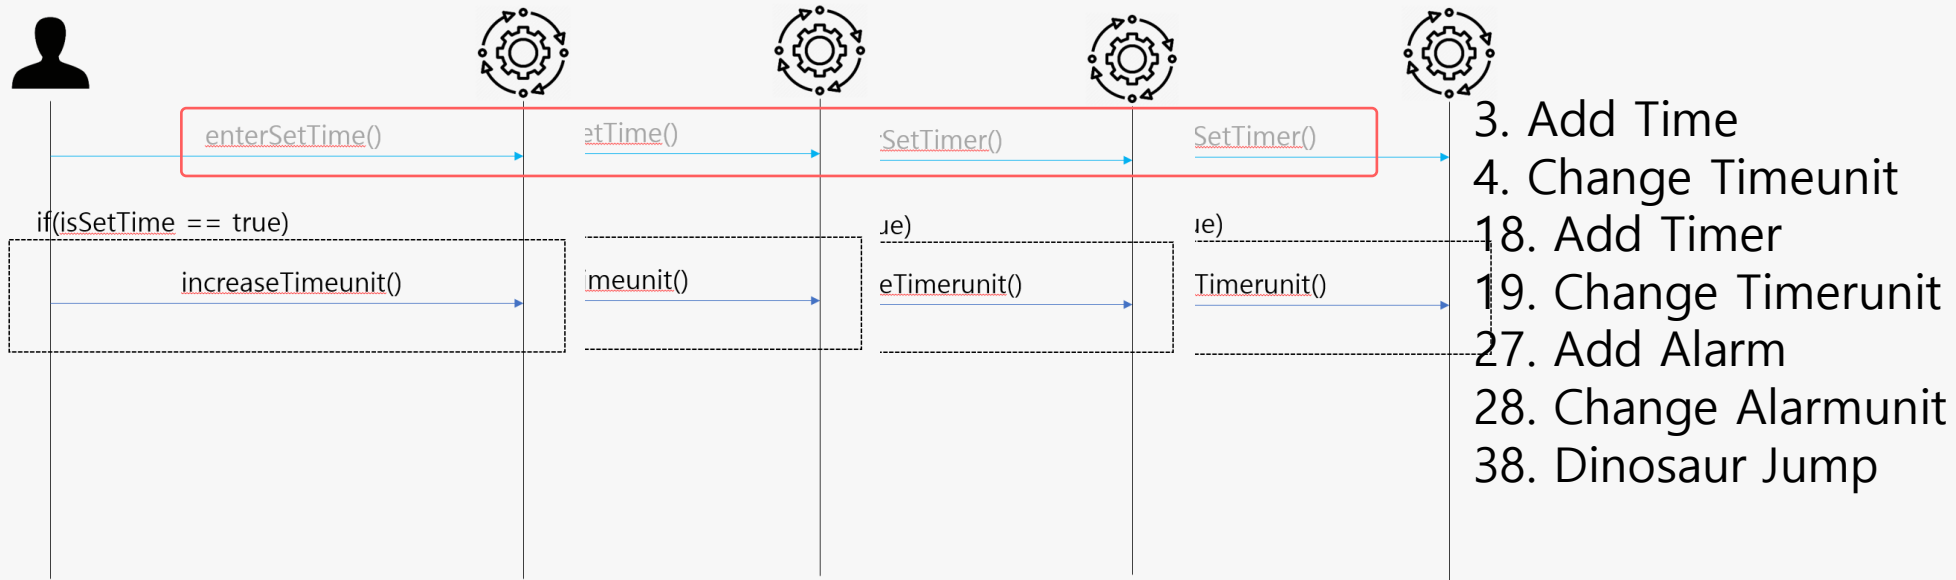 enterSetTime()
etTime()
SetTimer()
SetTimer()
if(isSetTime == true)
ue)
ue)
increaseTimeunit()
imeunit()
eTimerunit()
Timerunit()
3. Add Time
4. Change Timeunit
18. Add Timer
19. Change Timerunit
27. Add Alarm
28. Change Alarmunit
38. Dinosaur Jump